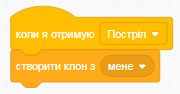 коли я отримую Постріл
створити клон з мене